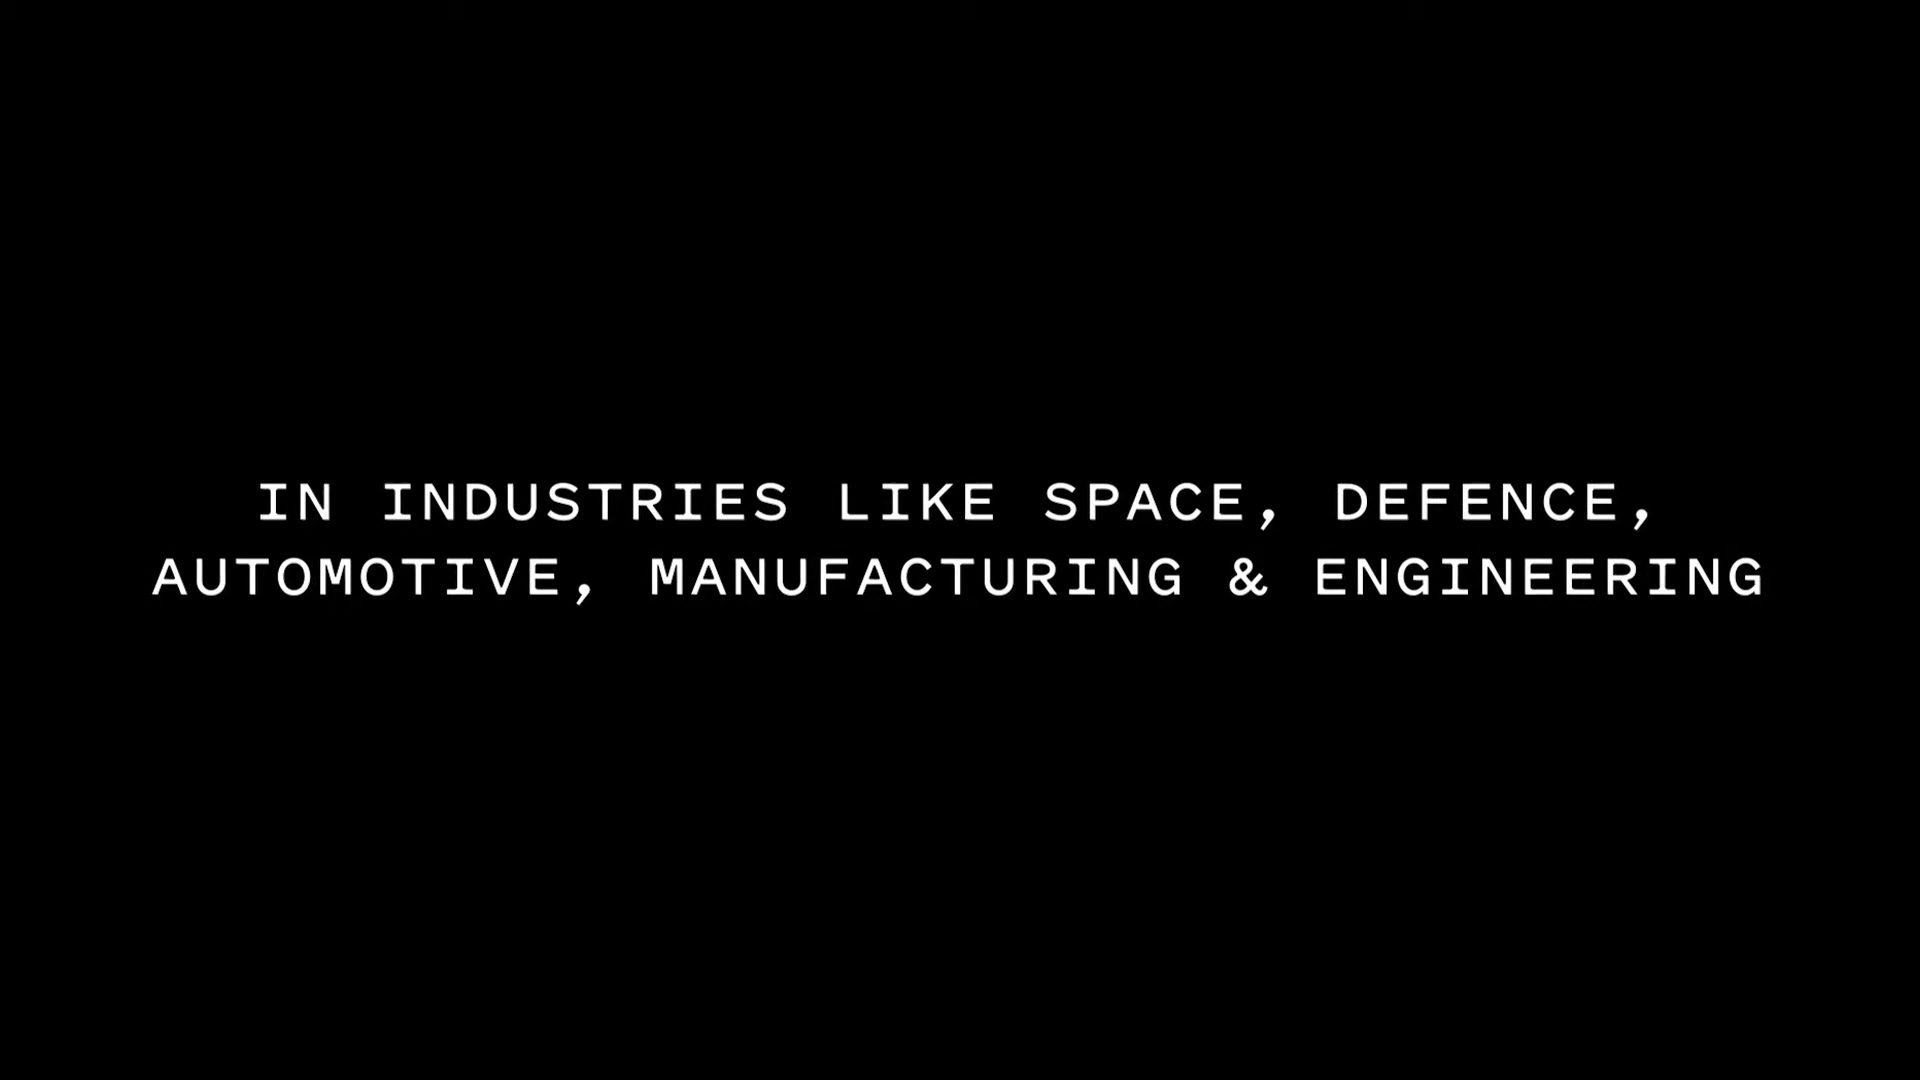 IN INDUSTRIES LIKE SPACE, DEFENCE,
AUTOMOTIVE, MANUFACTURING & ENGINEERING